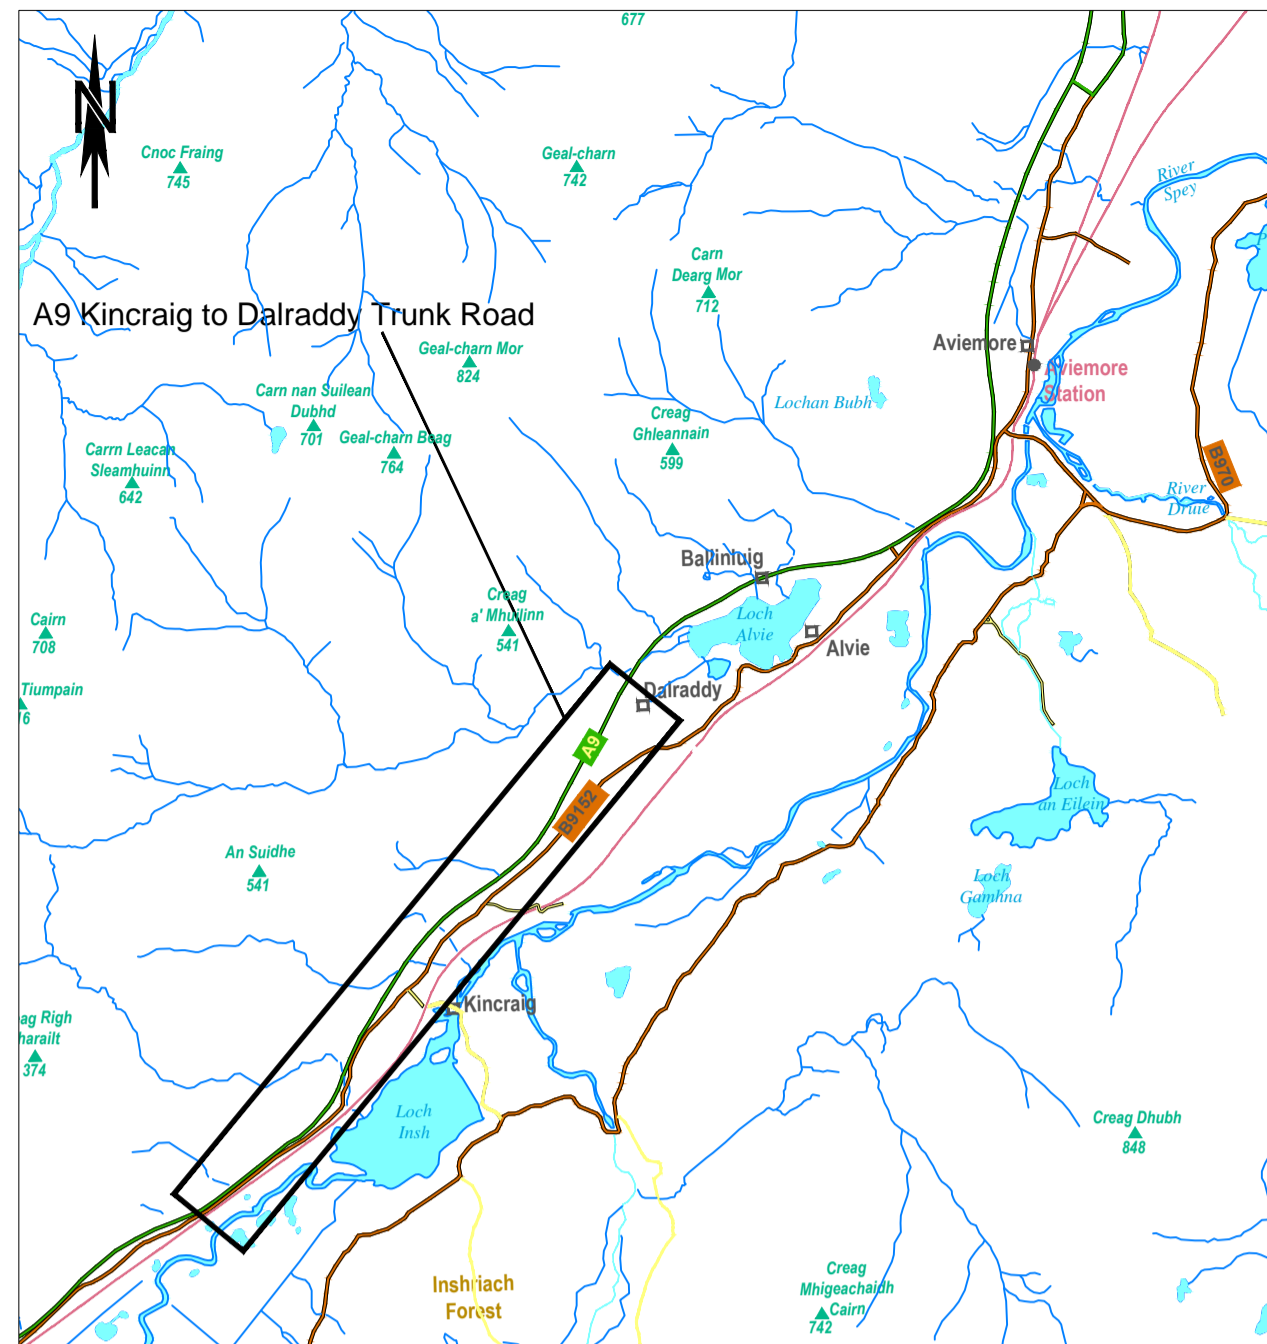 677
N
Cnoc Fraing
745
Geal-charn
742
River
Spey
Carn
Dearg Mor
712
A9 Kincraig to Dalraddy Trunk Road
Geal-charn Mor
824
Aviemore
Aviemore
Station
Carn nan Suilean
Dubhd
701
Geal-charn Beag
764
Creag
Ghleannain
599
Lochan Bubh
Carrn Leacan
Sleamhuinn
642
B970
River
Druie
Balliniuig
Creag
a' Mhuilinn
541
Loch
Alvie
Alvie
Cairn
708
Tiumpain
Dalraddy
A9
B9152
Loch
an Eilein
An Suidhe
541
Loch
Gamhna
Kincraig
ag Righ
harailt
374
Loch
Insh
Creag Dhubh
848
Inshriach
Forest
Creag
Mhigeachaidh
Cairn
742